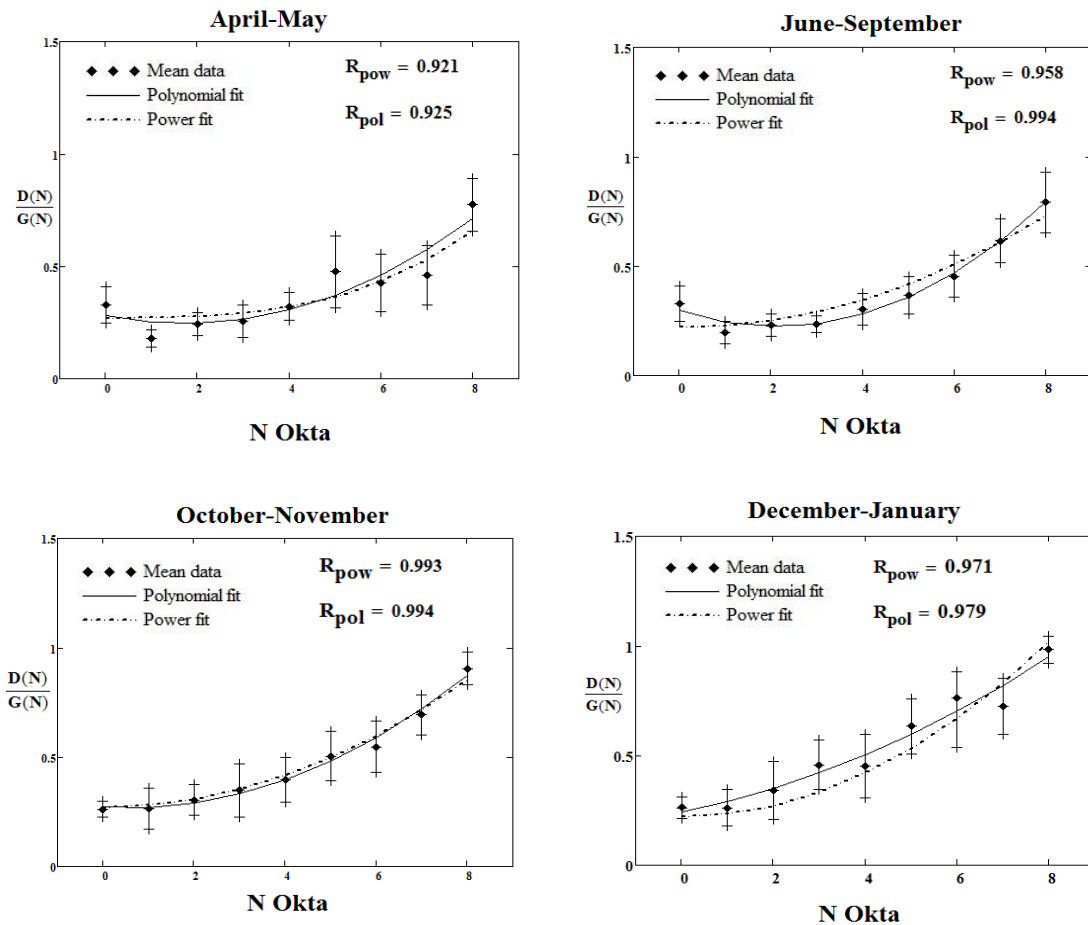 April-May
1.5
Mean data
Polynomial fit
Power fit
Rpow = 0.921
Rpol = 0.925
1
D(N)
G(N)
0.5
0
0 2 4 6 8
N Okta
June-September
1.5
Mean data
Polynomial fit
Power fit
Rpow = 0.958
Rpol = 0.994
1
D(N)
G(N)
0.5
0
0 2 4 6 8
N Okta
October-November
1.5
Mean data
Polynomial fit
Power fit
Rpow = 0.993
Rpol = 0.994
1
D(N)
G(N)
0.5
0
0 2 4 6 8
N Okta
December-January
1.5
Mean data
Polynomial fit
Power fit
Rpow = 0.971
Rpol = 0.979
1
D(N)
G(N)
0.5
0
0 2 4 6 8
N Okta